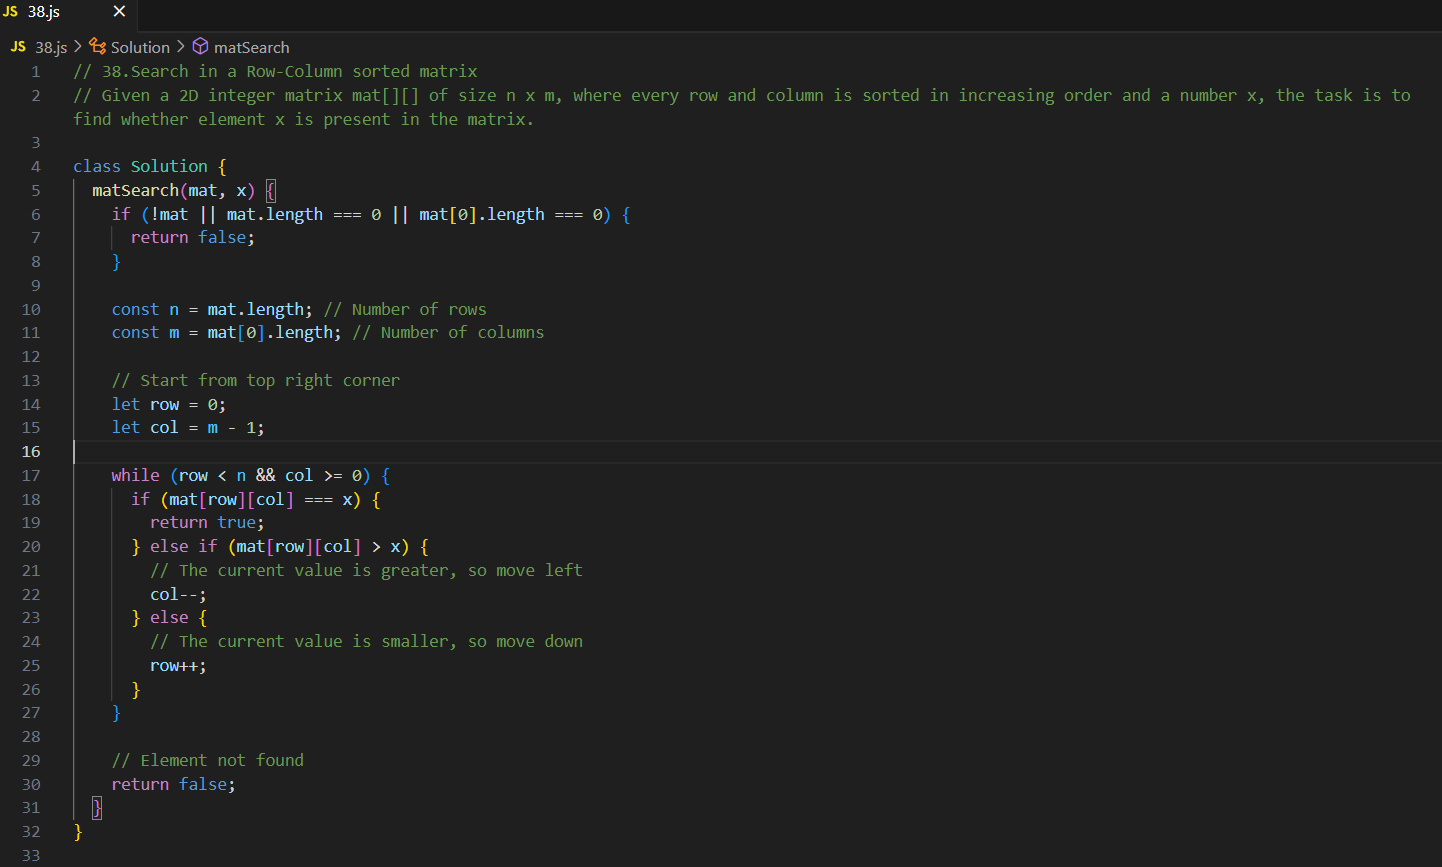 JS 38.js ×
JS 38.js > Solution > matSearch
1 // 38.Search in a Row-Column sorted matrix
2 // Given a 2D integer matrix mat[][] of size n x m, where every row and column is sorted in increasing order and a number x, the task is to
find whether element x is present in the matrix.
3
4 class Solution {
5   matSearch(mat, x) {
6     if (!mat || mat.length === 0 || mat[0].length === 0) {
7       return false;
8     }
9
10     const n = mat.length; // Number of rows
11     const m = mat[0].length; // Number of columns
12
13     // Start from top right corner
14     let row = 0;
15     let col = m - 1;
16
17     while (row < n && col >= 0) {
18       if (mat[row][col] === x) {
19         return true;
20       } else if (mat[row][col] > x) {
21         // The current value is greater, so move left
22         col--;
23       } else {
24         // The current value is smaller, so move down
25         row++;
26       }
27     }
28
29     // Element not found
30     return false;
31   }
32 }
33